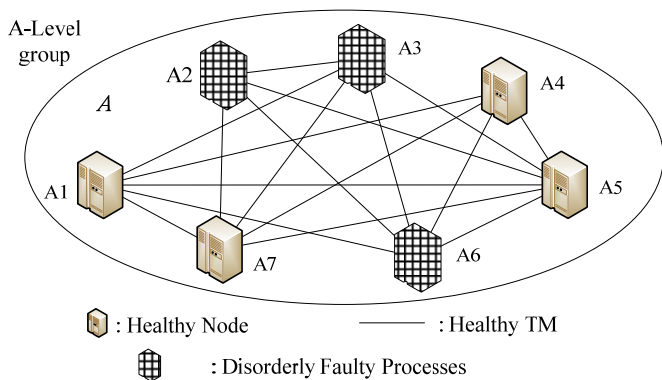 A-Level
group
A
A2
A3
A4
A1
A5
A7
A6
: Healthy Node
: Healthy TM
: Disorderly Faulty Processes